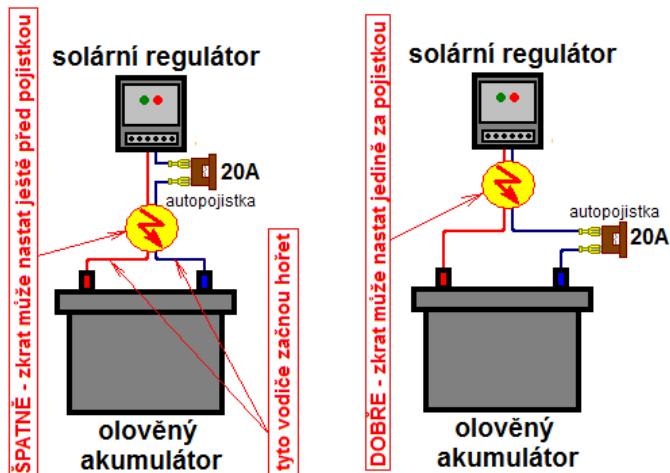 solární regulátor
20A
autopojistka
ŠPATNĚ - zkrat může nastat ještě před pojistkou
tyto vodiče začnou hořet
olověný
akumulátor
solární regulátor
autopojistka
20A
DOBŘE - zkrat může nastat jedině za pojistkou
olověný
akumulátor